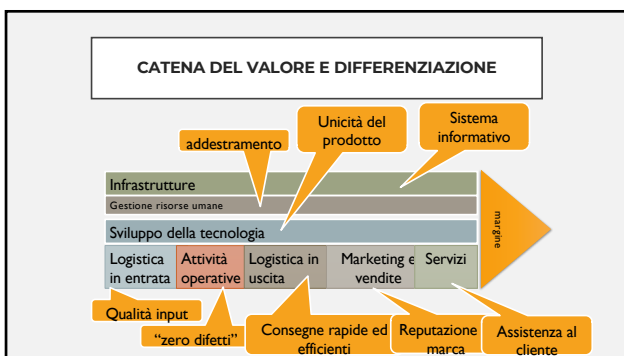 CATENA DEL VALORE E DIFFERENZIAZIONE
addestramento
Unicità del
prodotto
Sistema
informativo
Infrastrutture
Gestione risorse umane
Sviluppo della tecnologia
margine
Logistica
in entrata
Attività
operative
Logistica in
uscita
Marketing e
vendite
Servizi
Qualità input
“zero difetti”
Consegne rapide ed
efficienti
Reputazione
marca
Assistenza al
cliente